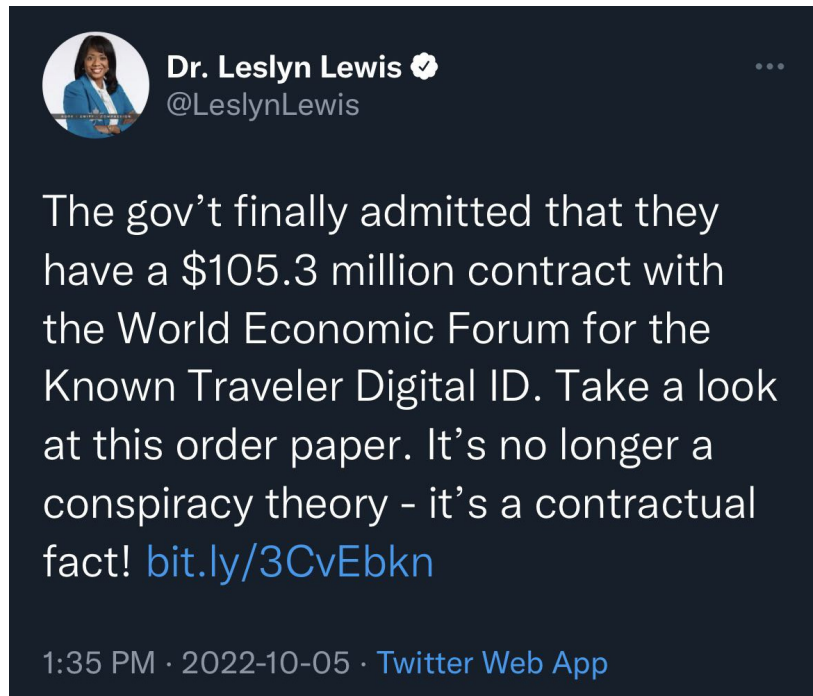 Dr. Leslyn Lewis
@LeslynLewis
The gov’t finally admitted that they
have a $105.3 million contract with
the World Economic Forum for the
Known Traveler Digital ID. Take a look
at this order paper. It’s no longer a
conspiracy theory - it’s a contractual
fact! bit.ly/3CvEbkn
1:35 PM · 2022-10-05 · Twitter Web App